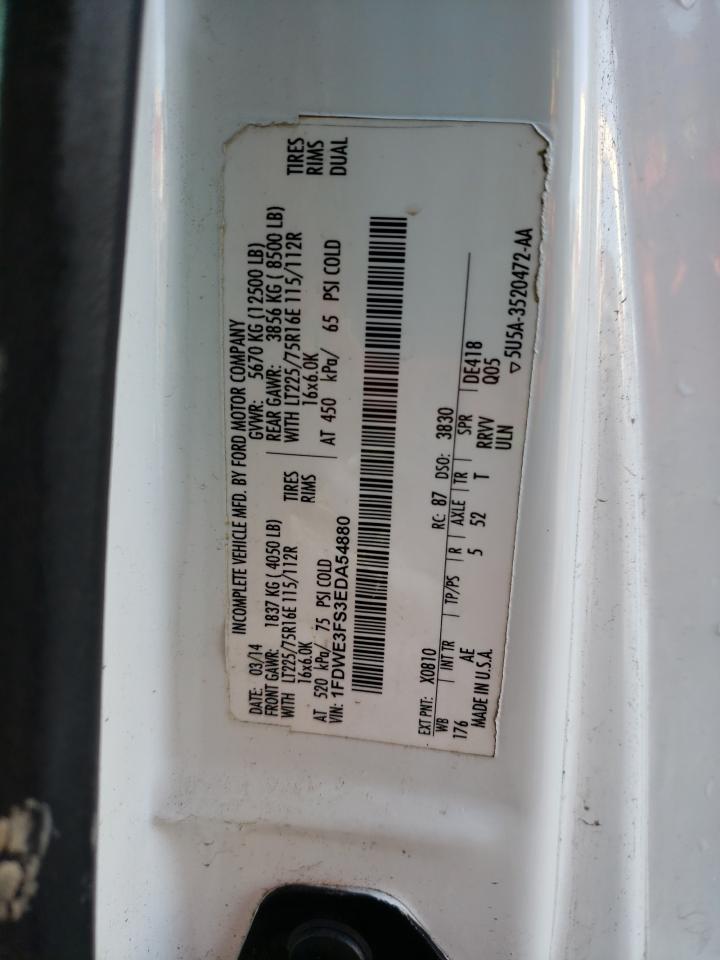 INCOMPLETE VEHICLE MFD. BY FORD MOTOR COMPANY
DATE: 03/14 GVWR: 5670 KG (12500 LB)
FRONT GAWR: 1837 KG ( 4050 LB) REAR GAWR: 3856 KG ( 8500 LB)
WITH LT225/75R16E 115/112R TIRES WITH LT225/75R16E 115/112R TIRES
16x6.0K RIMS 16x6.0K RIMS
AT 520 kPa/ 75 PSI COLD AT 450 kPa/ 65 PSI COLD DUAL
VIN: 1FDWE3FS3EDA54880
EXT PNT: X0810 RC: 87 DSO: 3830
WB INT TR TP/PS R AXLE TR SPR DE418
176 AE 5 52 T RRVV Q05
MADE IN U.S.A. ULN
▽5U5A-3520472-AA